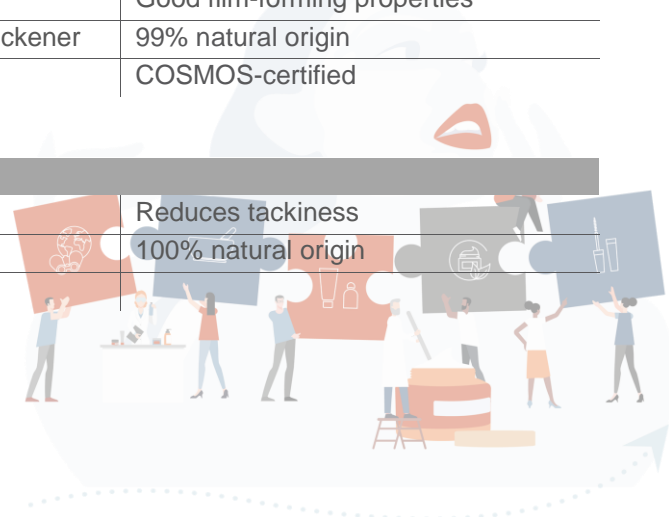 Good film-forming properties
ckener 99% natural origin
COSMOS-certified
Reduces tackiness
100% natural origin